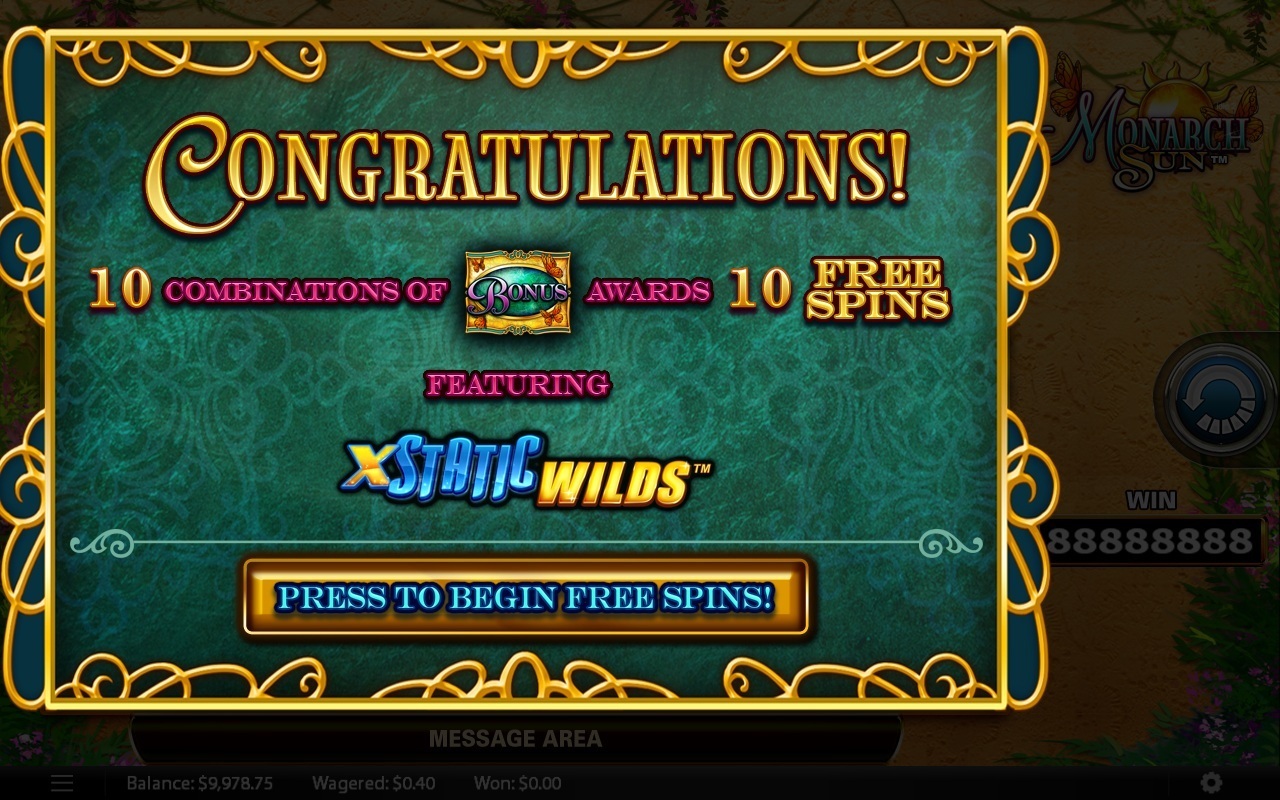 CONGRATULATIONS!
10 COMBINATIONS OF BONUS AWARDS 10 FREE SPINS
FEATURING
XSTATIC WILDS™
PRESS TO BEGIN FREE SPINS!
MONARCH
SUN™
WIN
88888888
MESSAGE AREA
Balance: $9,978.75 Wagered: $0.40 Won: $0.00